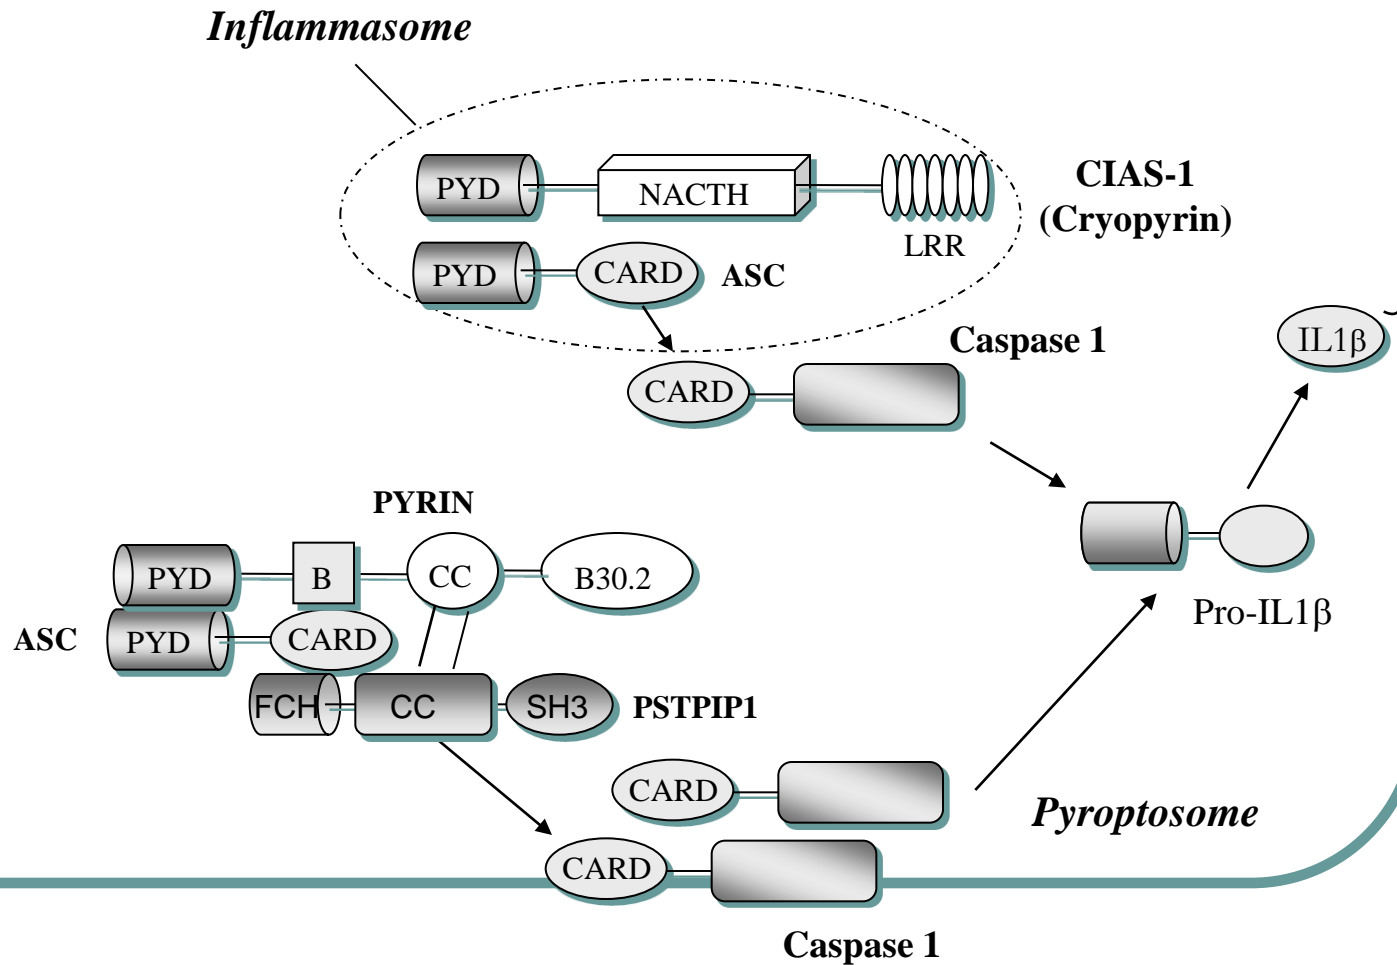 Inflammasome
PYD
NACTH
LRR
CIAS-1
(Cryopyrin)
PYD
CARD
ASC
Caspase 1
CARD
IL1β
PYRIN
PYD
B
CC
B30.2
Pro-IL1β
ASC
PYD
CARD
FCH
CC
SH3
PSTPIP1
CARD
Pyroptosome
CARD
Caspase 1